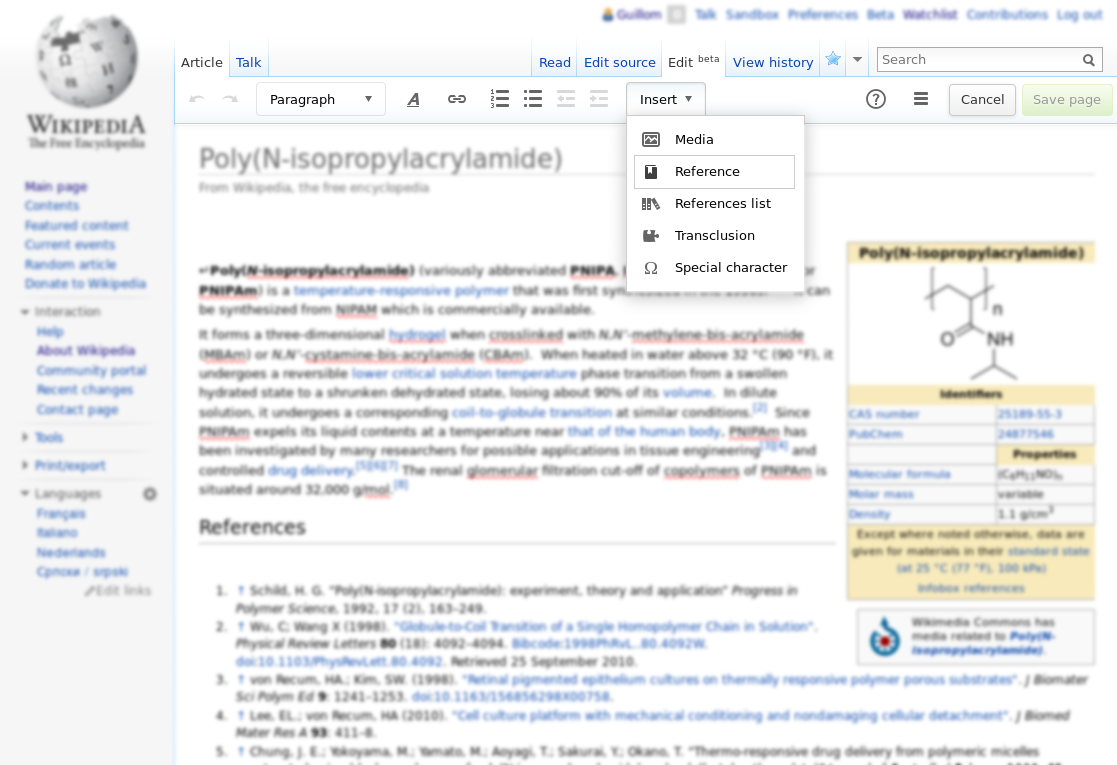 Guillom 0 Talk Sandbox Preferences Beta Watchlist Contributions Log out
Article Talk Read Edit source Edit beta View history Search
Paragraph A Insert ? Cancel Save page
WIKIPEDIA
The Free Encyclopedia
Main page
Contents
Featured content
Current events
Random article
Donate to Wikipedia
Interaction
Help
About Wikipedia
Community portal
Recent changes
Contact page
Tools
Print/export
Languages
Français
Italiano
Nederlands
Српски / srpski
Edit links
Media
Reference
References list
Transclusion
Special character
Poly(N-isopropylacrylamide)
From Wikipedia, the free encyclopedia
↵Poly(N-isopropylacrylamide) (variously abbreviated PNIPA, or
PNIPAm) is a temperature-responsive polymer that was first can
be synthesized from NIPAM which is commercially available.
It forms a three-dimensional hydrogel when crosslinked with N,N'-methylene-bis-acrylamide
(MBAm) or N,N'-cystamine-bis-acrylamide (CBAm). When heated in water above 32 °C (90 °F), it
undergoes a reversible lower critical solution temperature phase transition from a swollen
hydrated state to a shrunken dehydrated state, losing about 90% of its volume. In dilute
solution, it undergoes a corresponding coil-to-globule transition at similar conditions.[2] Since
PNIPAm expels its liquid contents at a temperature near that of the human body, PNIPAm has
been investigated by many researchers for possible applications in tissue engineering[3][4] and
controlled drug delivery.[5][6][7] The renal glomerular filtration cut-off of copolymers of PNIPAm is
situated around 32,000 g/mol.[8]
References
1. ↑ Schild, H. G. "Poly(N-isopropylacrylamide): experiment, theory and application" Progress in
Polymer Science, 1992, 17 (2), 163–249.
2. ↑ Wu, C; Wang X (1998). "Globule-to-Coil Transition of a Single Homopolymer Chain in Solution".
Physical Review Letters 80 (18): 4092–4094. Bibcode:1998PhRvL..80.4092W.
doi:10.1103/PhysRevLett.80.4092. Retrieved 25 September 2010.
3. ↑ von Recum, HA.; Kim, SW. (1998). "Retinal pigmented epithelium cultures on thermally responsive polymer porous substrates". J Biomater
Sci Polym Ed 9: 1241–1253. doi:10.1163/156856298X00758.
4. ↑ Lee, EL.; von Recum, HA (2010). "Cell culture platform with mechanical conditioning and nondamaging cellular detachment". J Biomed
Mater Res A 93: 411–8.
5. ↑ Chung, J. E.; Yokoyama, M.; Yamato, M.; Aoyagi, T.; Sakurai, Y.; Okano, T. "Thermo-responsive drug delivery from polymeric micelles
Poly(N-isopropylacrylamide)
n
O NH
Identifiers
CAS number 25189-55-3
PubChem 24877546
Properties
Molecular formula (C6H11NO)n
Molar mass variable
Density 1.1 g/cm3
Except where noted otherwise, data are
given for materials in their standard state
(at 25 °C (77 °F), 100 kPa)
Infobox references
Wikimedia Commons has
media related to Poly(N-
isopropylacrylamide).